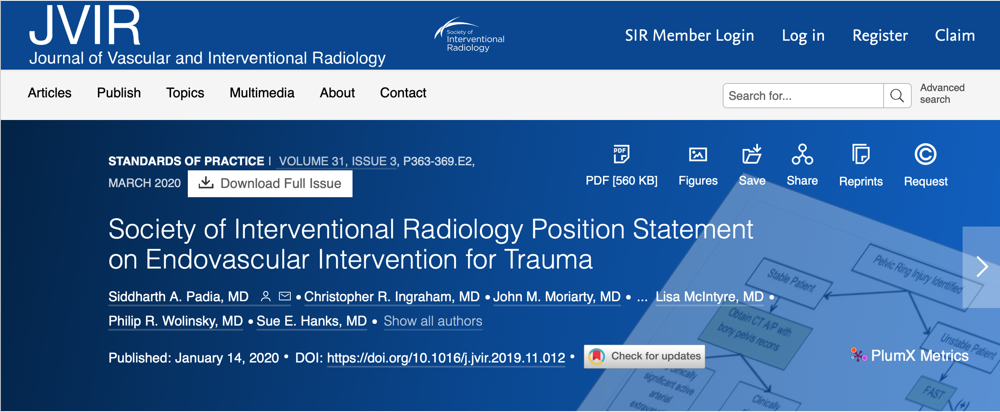 JVIR
Journal of Vascular and Interventional Radiology
Society of
Interventional
Radiology
SIR Member Login
Log in
Register
Claim
Articles
Publish
Topics
Multimedia
About
Contact
Search for...
Advanced
search
STANDARDS OF PRACTICE | VOLUME 31, ISSUE 3, P363-369.E2,
MARCH 2020
Download Full Issue
PDF
PDF [560 KB]
Figures
Save
Share
Reprints
Request
Society of Interventional Radiology Position Statement
on Endovascular Intervention for Trauma
Siddharth A. Padia, MD • Christopher R. Ingraham, MD • John M. Moriarty, MD • ... Lisa McIntyre, MD •
Philip R. Wolinsky, MD • Sue E. Hanks, MD • Show all authors
Published: January 14, 2020 • DOI: https://doi.org/10.1016/j.jvir.2019.11.012 •
Check for updates
PlumX Metrics
Pelvic Ring Injury Identified
Stable Patient
Obtain CT A/P with
bony pelvis recons
Unstable Patient
clinically
significant active
arterial
Clinically
FAST
(+)